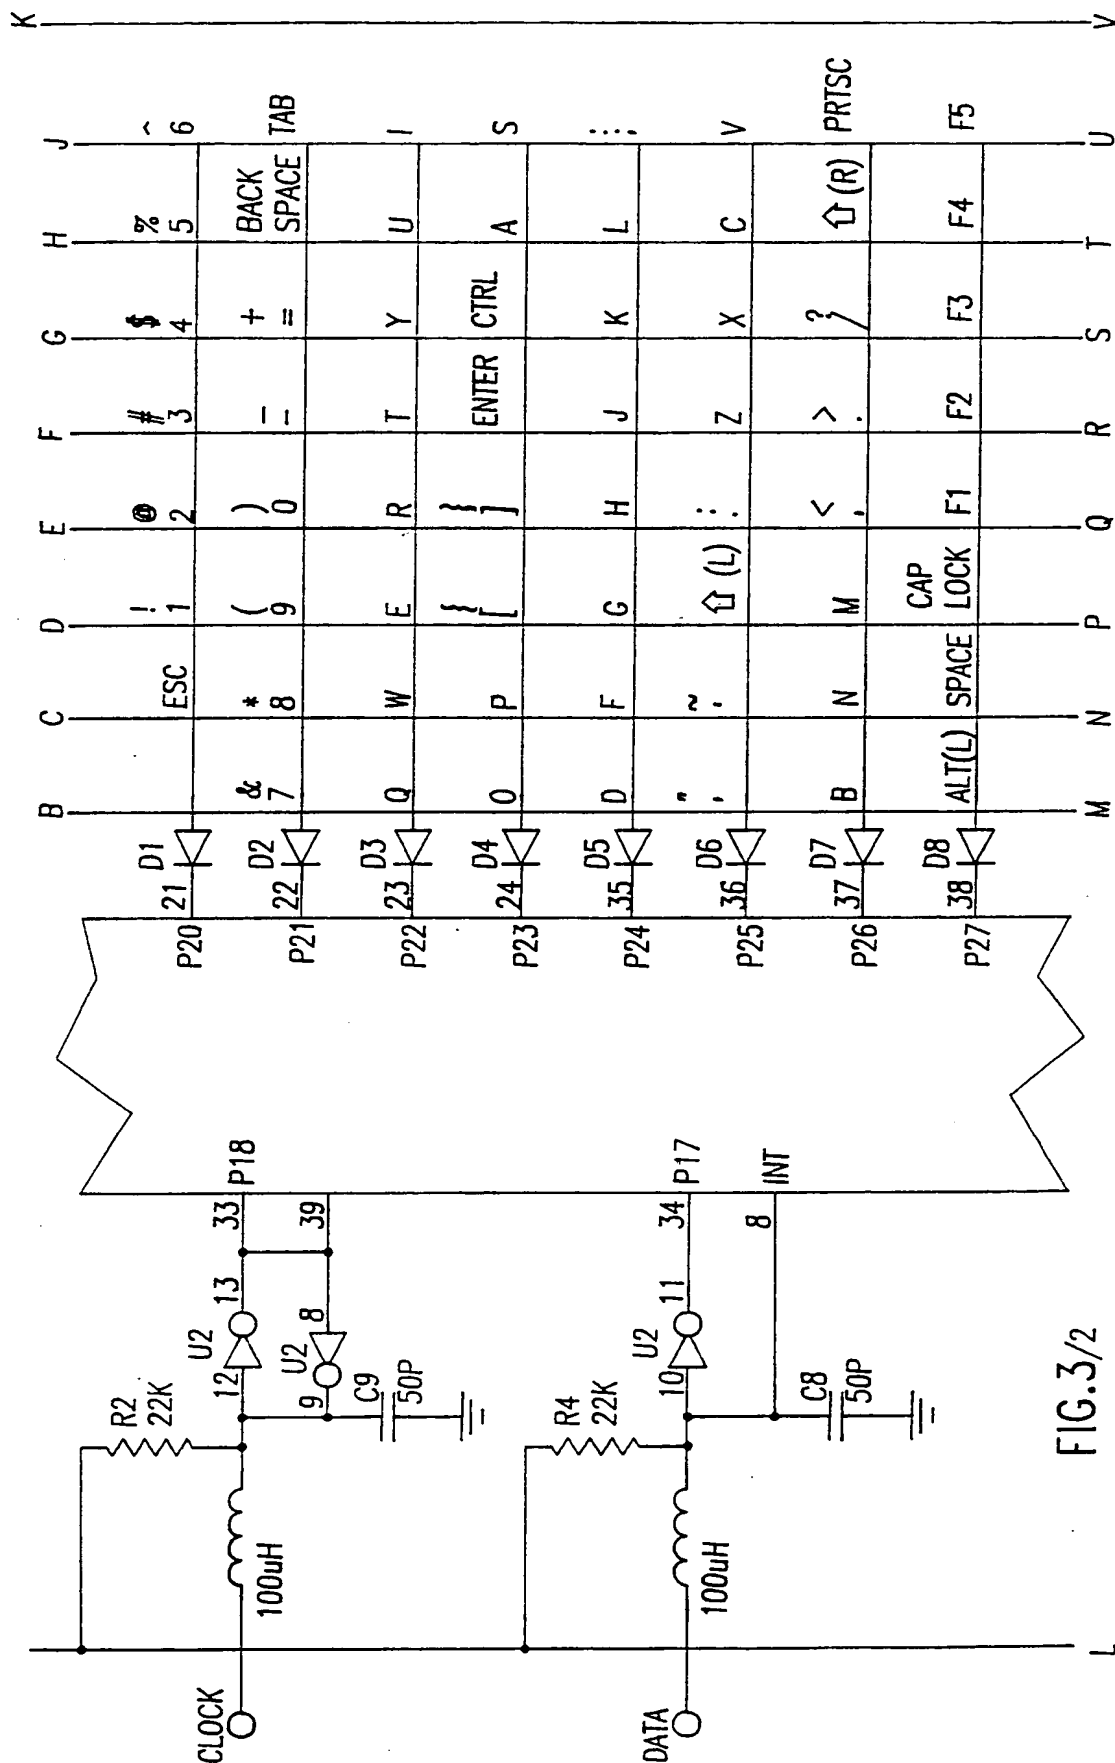 K V
B C D E F G H J
ESC ! @ # $ % ^
1 2 3 4 5 6
& * ( ) _ + BACK
7 8 9 0 - = SPACE TAB
Q W E R T Y U I
O P { [ } ] ENTER CTRL A S
D F G H J K L
Z X C V
⇧(L)
B N M < , > . ? / ⇧(R) PRTSC
ALT(L) SPACE CAP
LOCK F1 F2 F3 F4 F5
M N P Q R S T U
D1 21 P20
D2 22 P21
D3 23 P22
D4 24 P23
D5 35 P24
D6 36 P25
D7 37 P26
D8 38 P27
CLOCK
100uH
R2
22K
12 U2 13 33 P18
9 U2 8 39
C9
50P
DATA
100uH
R4
22K
10 U2 11 34 P17
8 INT
C8
50P
L
FIG.3/2